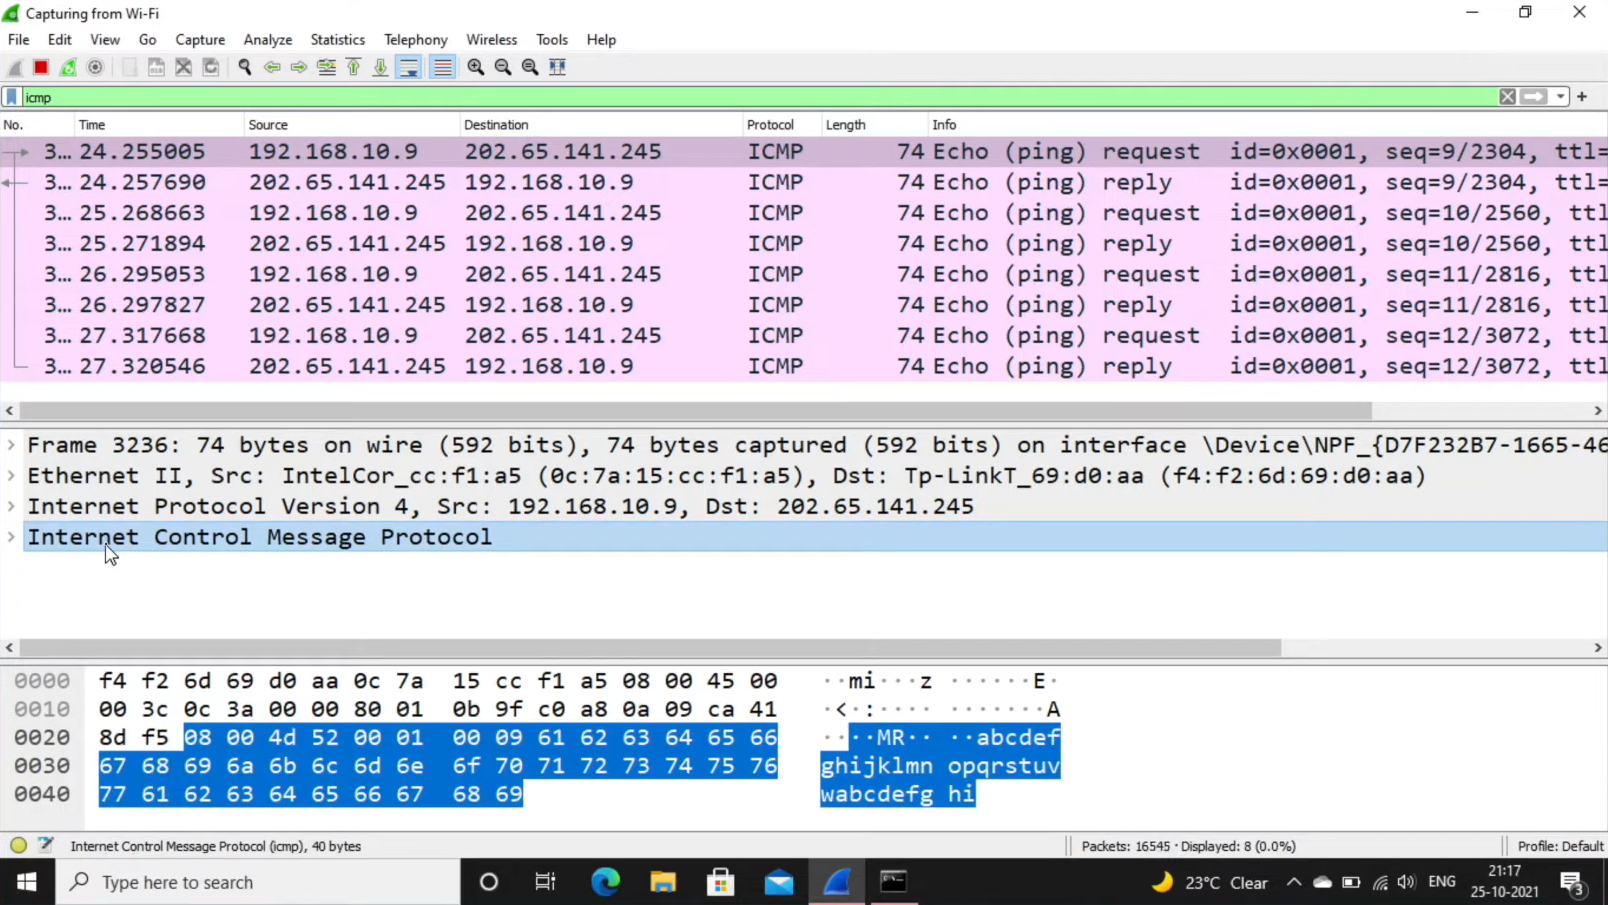 Capturing from Wi-Fi
File Edit View Go Capture Analyze Statistics Telephony Wireless Tools Help
icmp
No. Time Source Destination Protocol Length Info
3... 24.255005 192.168.10.9 202.65.141.245 ICMP 74 Echo (ping) request id=0x0001, seq=9/2304, ttl=
3... 24.257690 202.65.141.245 192.168.10.9 ICMP 74 Echo (ping) reply id=0x0001, seq=9/2304, ttl=
3... 25.268663 192.168.10.9 202.65.141.245 ICMP 74 Echo (ping) request id=0x0001, seq=10/2560, ttl
3... 25.271894 202.65.141.245 192.168.10.9 ICMP 74 Echo (ping) reply id=0x0001, seq=10/2560, ttl
3... 26.295053 192.168.10.9 202.65.141.245 ICMP 74 Echo (ping) request id=0x0001, seq=11/2816, ttl
3... 26.297827 202.65.141.245 192.168.10.9 ICMP 74 Echo (ping) reply id=0x0001, seq=11/2816, ttl
3... 27.317668 192.168.10.9 202.65.141.245 ICMP 74 Echo (ping) request id=0x0001, seq=12/3072, ttl
3... 27.320546 202.65.141.245 192.168.10.9 ICMP 74 Echo (ping) reply id=0x0001, seq=12/3072, ttl
Frame 3236: 74 bytes on wire (592 bits), 74 bytes captured (592 bits) on interface \Device\NPF_{D7F232B7-1665-46
Ethernet II, Src: IntelCor_cc:f1:a5 (0c:7a:15:cc:f1:a5), Dst: Tp-LinkT_69:d0:aa (f4:f2:6d:69:d0:aa)
Internet Protocol Version 4, Src: 192.168.10.9, Dst: 202.65.141.245
Internet Control Message Protocol
0000 f4 f2 6d 69 d0 aa 0c 7a 15 cc f1 a5 08 00 45 00 ··mi···z ······E·
0010 00 3c 0c 3a 00 00 80 01 0b 9f c0 a8 0a 09 ca 41 ·<·:···· ·······A
0020 8d f5 08 00 4d 52 00 01 00 09 61 62 63 64 65 66 ····MR·· ··abcdef
0030 67 68 69 6a 6b 6c 6d 6e 6f 70 71 72 73 74 75 76 ghijklmn opqrstuv
0040 77 61 62 63 64 65 66 67 68 69 wabcdefg hi
Internet Control Message Protocol (icmp), 40 bytes Packets: 16545 · Displayed: 8 (0.0%) Profile: Default
Type here to search 23°C Clear ENG 21:17
25-10-2021 3